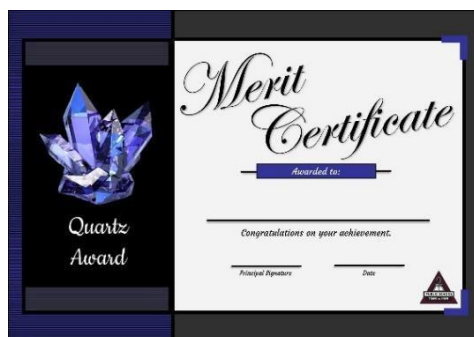 Merit
Certificate
Awarded to:
Quartz
Award
Congratulations on your achievement.
Principal Signature
Date